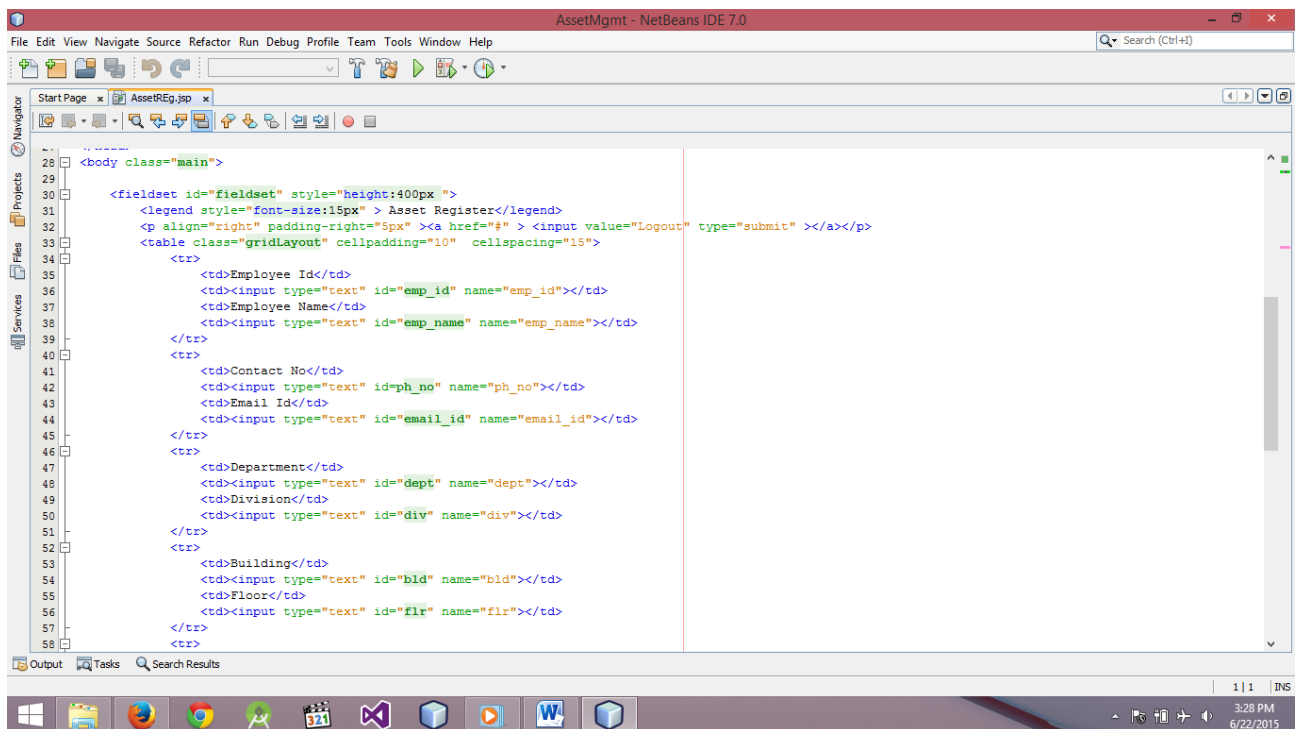 AssetMgmt - NetBeans IDE 7.0
File Edit View Navigate Source Refactor Run Debug Profile Team Tools Window Help
Search (Ctrl+I)
Start Page AssetREg.jsp
Navigator
Projects
Files
Services
28 <body class="main">
29
30 <fieldset id="fieldset" style="height:400px ">
31 <legend style="font-size:15px" > Asset Register</legend>
32 <p align="right" padding-right="5px" ><a href="#" > <input value="Logout" type="submit" ></a></p>
33 <table class="gridLayout" cellpadding="10" cellspacing="15">
34 <tr>
35 <td>Employee Id</td>
36 <td><input type="text" id="emp_id" name="emp_id"></td>
37 <td>Employee Name</td>
38 <td><input type="text" id="emp_name" name="emp_name"></td>
39 </tr>
40 <tr>
41 <td>Contact No</td>
42 <td><input type="text" id=ph_no" name="ph_no"></td>
43 <td>Email Id</td>
44 <td><input type="text" id="email_id" name="email_id"></td>
45 </tr>
46 <tr>
47 <td>Department</td>
48 <td><input type="text" id="dept" name="dept"></td>
49 <td>Division</td>
50 <td><input type="text" id="div" name="div"></td>
51 </tr>
52 <tr>
53 <td>Building</td>
54 <td><input type="text" id="bld" name="bld"></td>
55 <td>Floor</td>
56 <td><input type="text" id="flr" name="flr"></td>
57 </tr>
58 <tr>
Output Tasks Search Results
1 | 1 INS
321
W
3:28 PM
6/22/2015